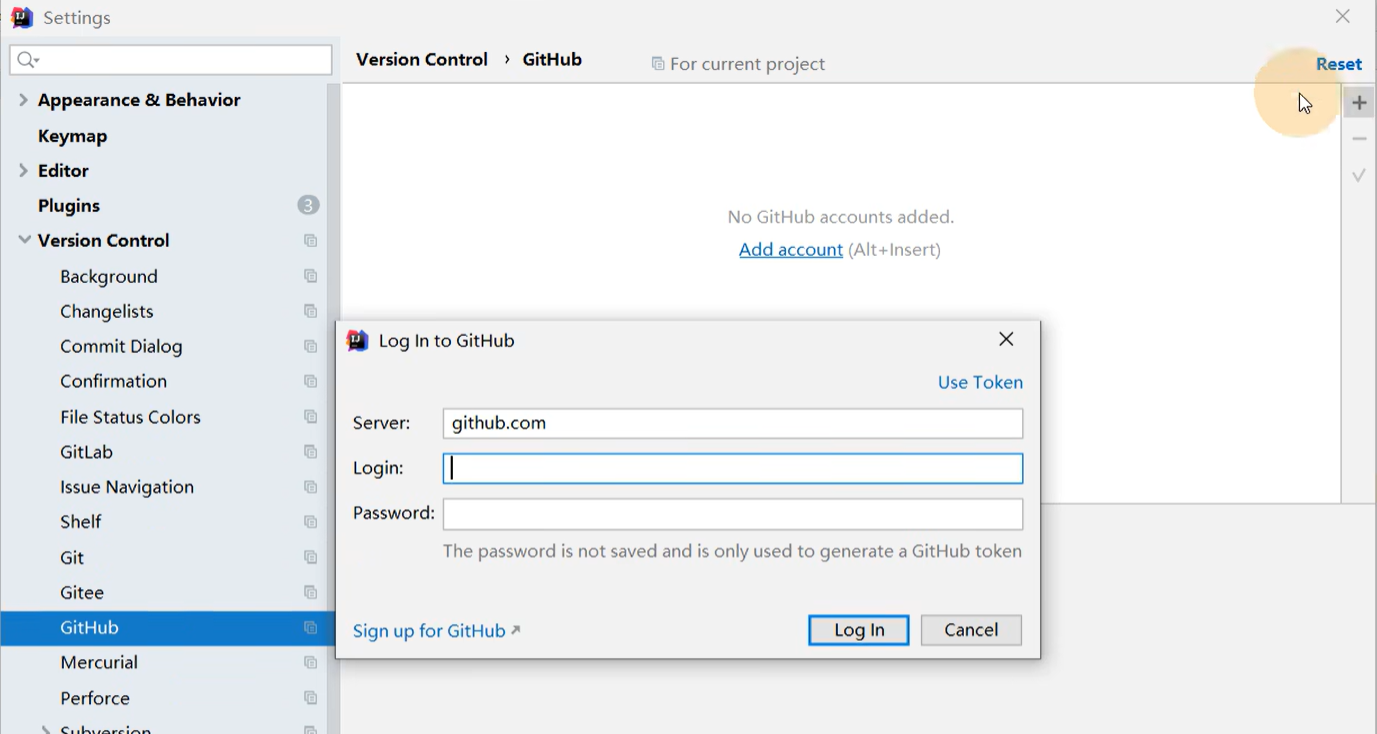 Settings
Version Control › GitHub
For current project
Reset
Appearance & Behavior
Keymap
Editor
Plugins 3
Version Control
Background
Changelists
Commit Dialog
Confirmation
File Status Colors
GitLab
Issue Navigation
Shelf
Git
Gitee
GitHub
Mercurial
Perforce
Subversion
No GitHub accounts added.
Add account (Alt+Insert)
Log In to GitHub
Use Token
Server: github.com
Login:
Password:
The password is not saved and is only used to generate a GitHub token
Sign up for GitHub
Log In
Cancel